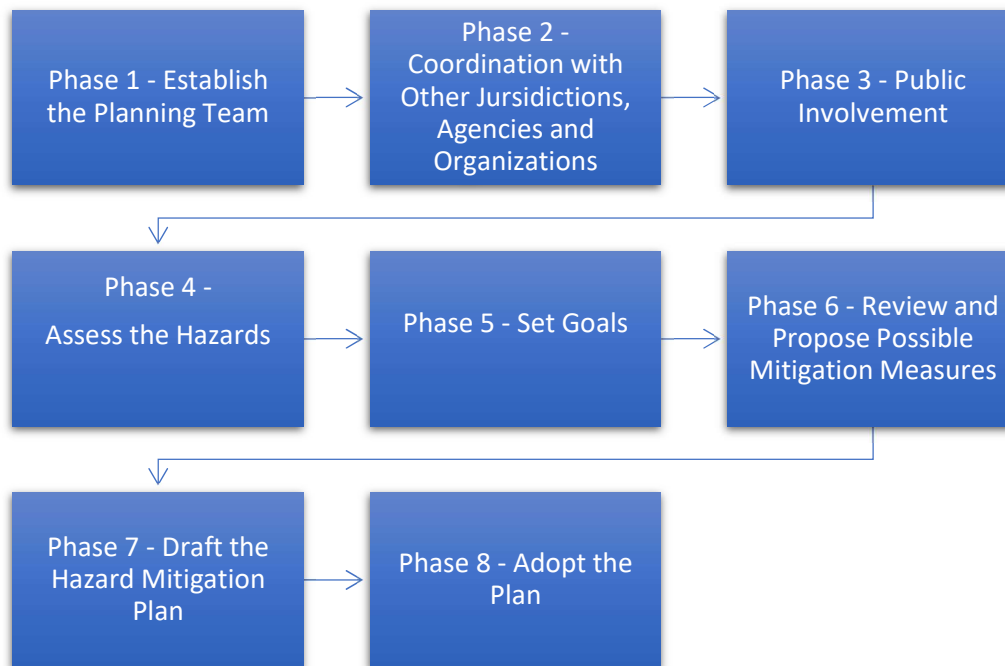 Phase 1 - Establish
the Planning Team
Phase 2 -
Coordination with
Other Jursidictions,
Agencies and
Organizations
Phase 3 - Public
Involvement
Phase 4 -
Assess the Hazards
Phase 5 - Set Goals
Phase 6 - Review and
Propose Possible
Mitigation Measures
Phase 7 - Draft the
Hazard Mitigation
Plan
Phase 8 - Adopt the
Plan